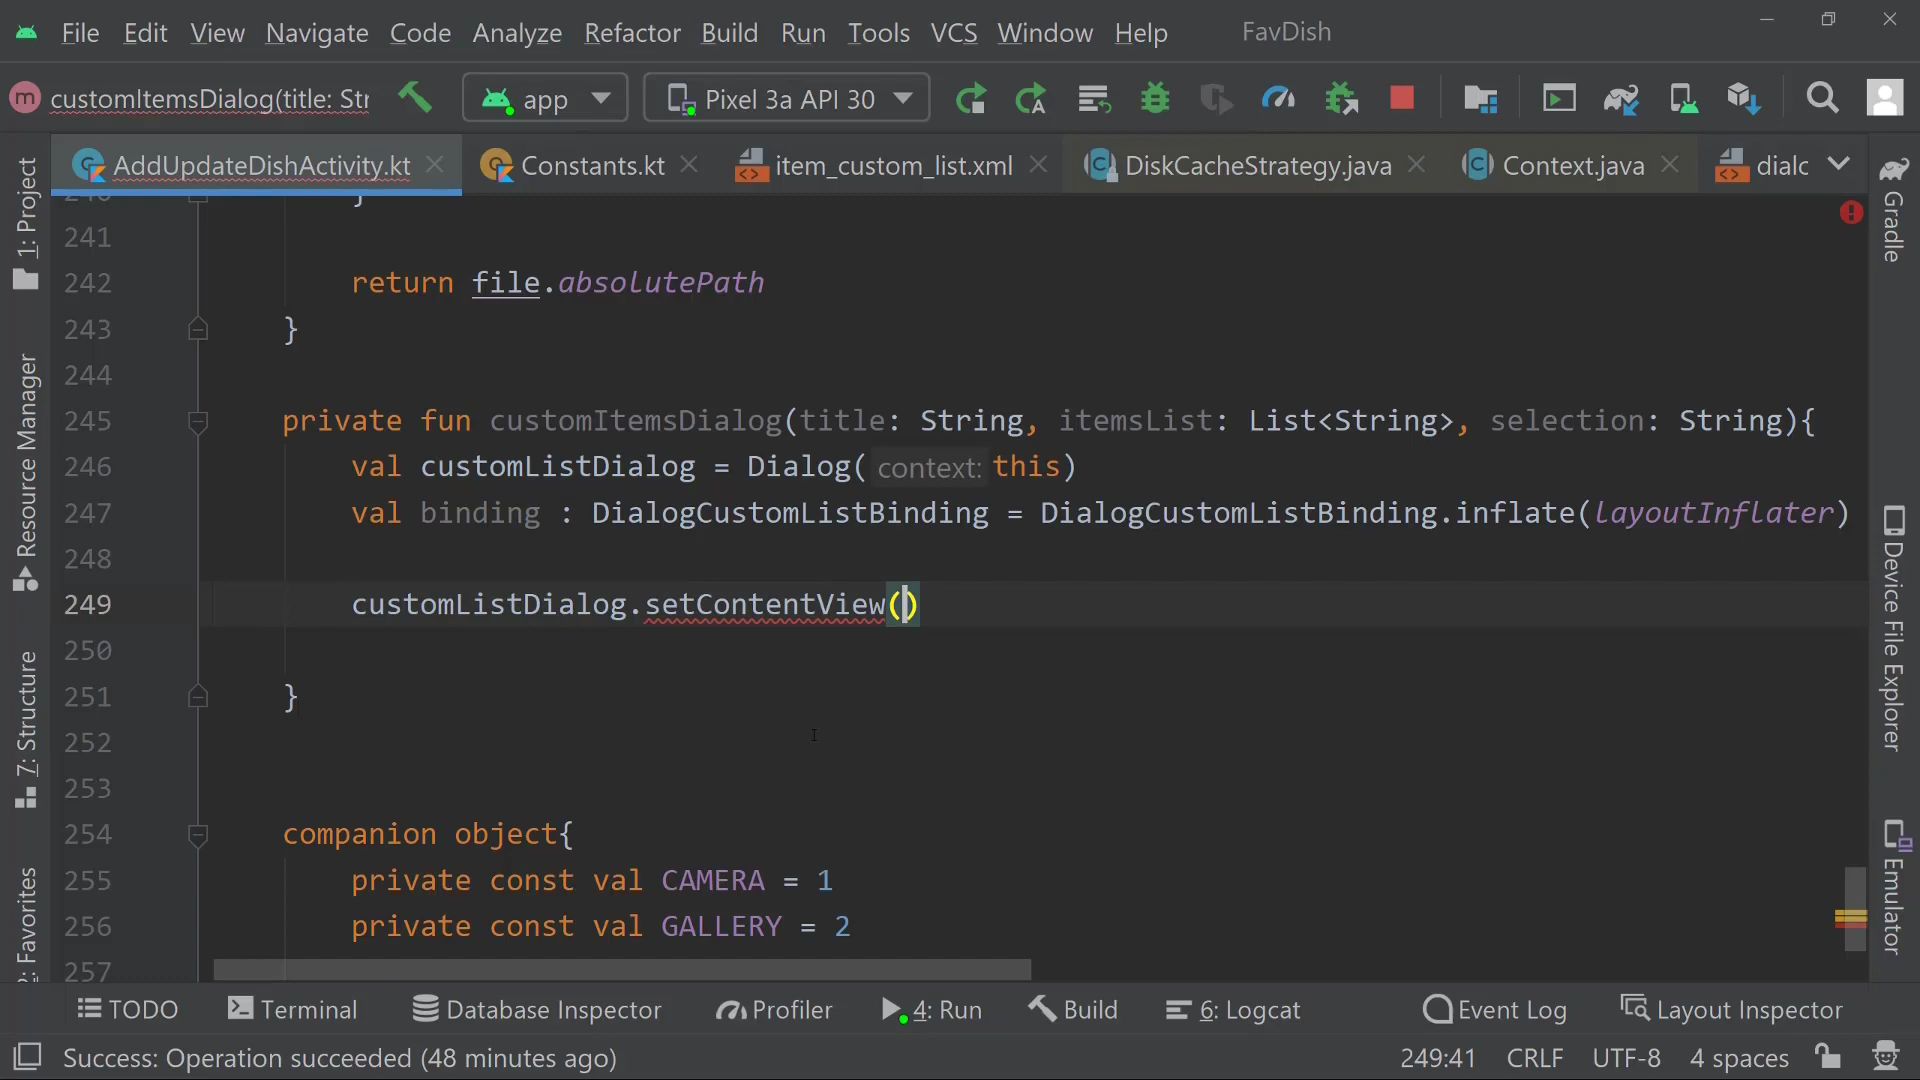 File Edit View Navigate Code Analyze Refactor Build Run Tools VCS Window Help FavDish
customItemsDialog(title: Str app Pixel 3a API 30
AddUpdateDishActivity.kt Constants.kt item_custom_list.xml DiskCacheStrategy.java Context.java dialc
1: Project
Resource Manager
7: Structure
2: Favorites
240 }
241
242 return file.absolutePath
243 }
244
245 private fun customItemsDialog(title: String, itemsList: List<String>, selection: String){
246 val customListDialog = Dialog( context: this)
247 val binding : DialogCustomListBinding = DialogCustomListBinding.inflate(layoutInflater)
248
249 customListDialog.setContentView()
250
251 }
252
253
254 companion object{
255 private const val CAMERA = 1
256 private const val GALLERY = 2
257
Gradle
Device File Explorer
Emulator
TODO Terminal Database Inspector Profiler 4: Run Build 6: Logcat Event Log Layout Inspector
Success: Operation succeeded (48 minutes ago) 249:41 CRLF UTF-8 4 spaces